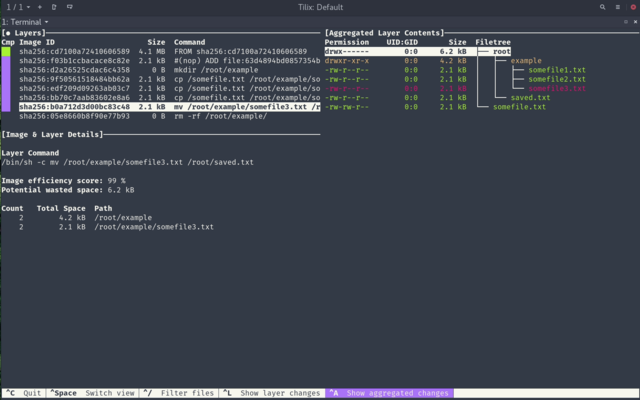 1 / 1
Tilix: Default
1: Terminal
[● Layers]
Cmp Image ID Size Command
sha256:cd7100a72410606589 4.1 MB FROM sha256:cd7100a72410606589
sha256:f03b1ccbacace8c82e 2.1 kB #(nop) ADD file:63d4894bd0857354b
sha256:d2a26525cdac6c4358 0 B mkdir /root/example
sha256:9f50561518484bb62a 2.1 kB cp /somefile.txt /root/example/so
sha256:edf209d09263ab03c7 2.1 kB cp /somefile.txt /root/example/so
sha256:bb70c7aab83602e8a6 2.1 kB cp /somefile.txt /root/example/so
sha256:b0a712d3d00bc83c48 2.1 kB mv /root/example/somefile3.txt /r
sha256:05e8660b8f90e77b93 0 B rm -rf /root/example/
[Aggregated Layer Contents]
Permission UID:GID Size Filetree
drwx------ 0:0 6.2 kB ├── root
drwxr-xr-x 0:0 4.2 kB │ ├── example
-rw-r--r-- 0:0 2.1 kB │ │ ├── somefile1.txt
-rw-r--r-- 0:0 2.1 kB │ │ ├── somefile2.txt
-rw-r--r-- 0:0 2.1 kB │ │ └── somefile3.txt
-rw-r--r-- 0:0 2.1 kB │ └── saved.txt
-rw-r--r-- 0:0 2.1 kB └── somefile.txt
[Image & Layer Details]
Layer Command
/bin/sh -c mv /root/example/somefile3.txt /root/saved.txt
Image efficiency score: 99 %
Potential wasted space: 6.2 kB
Count Total Space Path
2 4.2 kB /root/example
2 2.1 kB /root/example/somefile3.txt
^C Quit ^Space Switch view ^/ Filter files ^L Show layer changes ^A Show aggregated changes